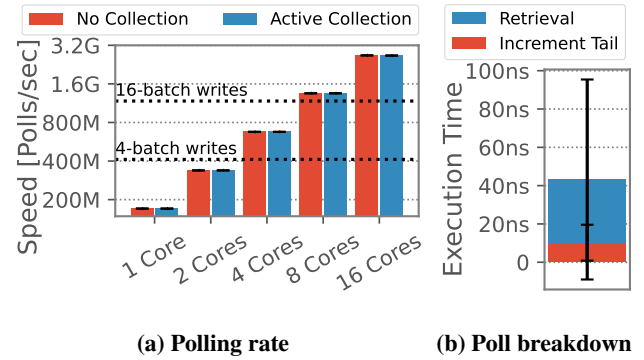 No Collection
Active Collection
Speed [Polls/sec]
3.2G
1.6G
800M
400M
200M
16-batch writes
4-batch writes
1 Core
2 Cores
4 Cores
8 Cores
16 Cores
(a) Polling rate
Retrieval
Increment Tail
Execution Time
100ns
80ns
60ns
40ns
20ns
0
(b) Poll breakdown